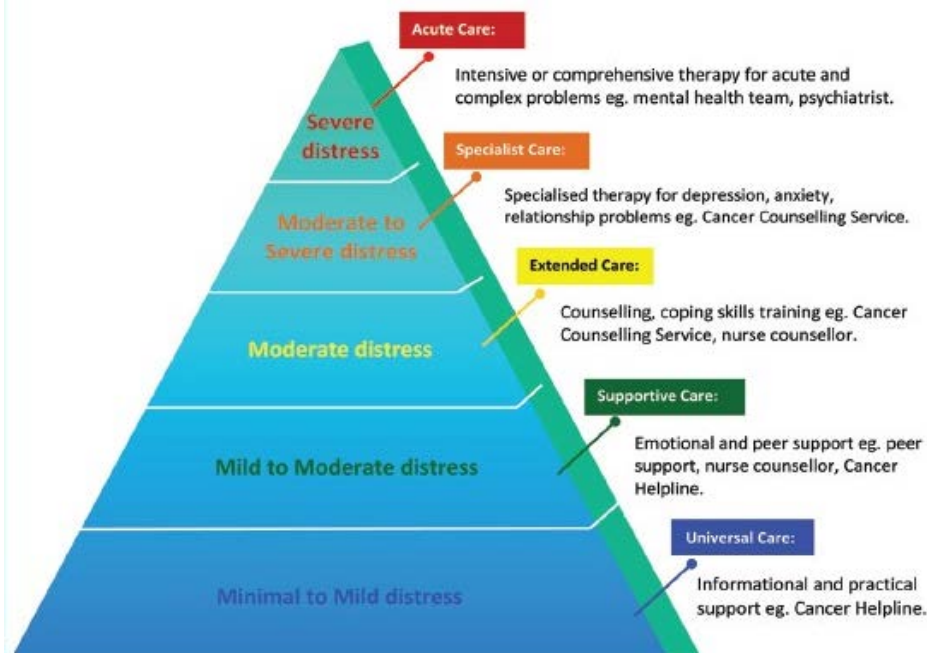 Acute Care:
Intensive or comprehensive therapy for acute and
complex problems eg. mental health team, psychiatrist.
Severe
distress
Specialist Care:
Specialised therapy for depression, anxiety,
relationship problems eg. Cancer Counselling Service.
Moderate to
Severe distress
Extended Care:
Counselling, coping skills training eg. Cancer
Counselling Service, nurse counsellor.
Moderate distress
Supportive Care:
Emotional and peer support eg. peer
support, nurse counsellor, Cancer
Helpline.
Mild to Moderate distress
Universal Care:
Informational and practical
support eg. Cancer Helpline.
Minimal to Mild distress